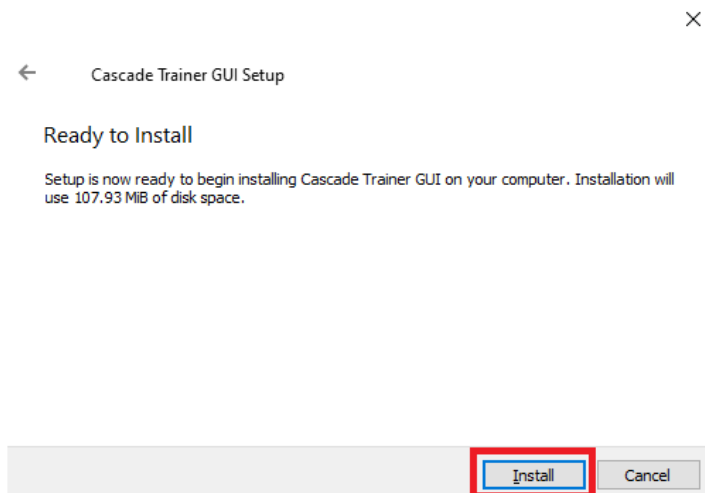 Cascade Trainer GUI Setup
Ready to Install
Setup is now ready to begin installing Cascade Trainer GUI on your computer. Installation will
use 107.93 MiB of disk space.
Install
Cancel